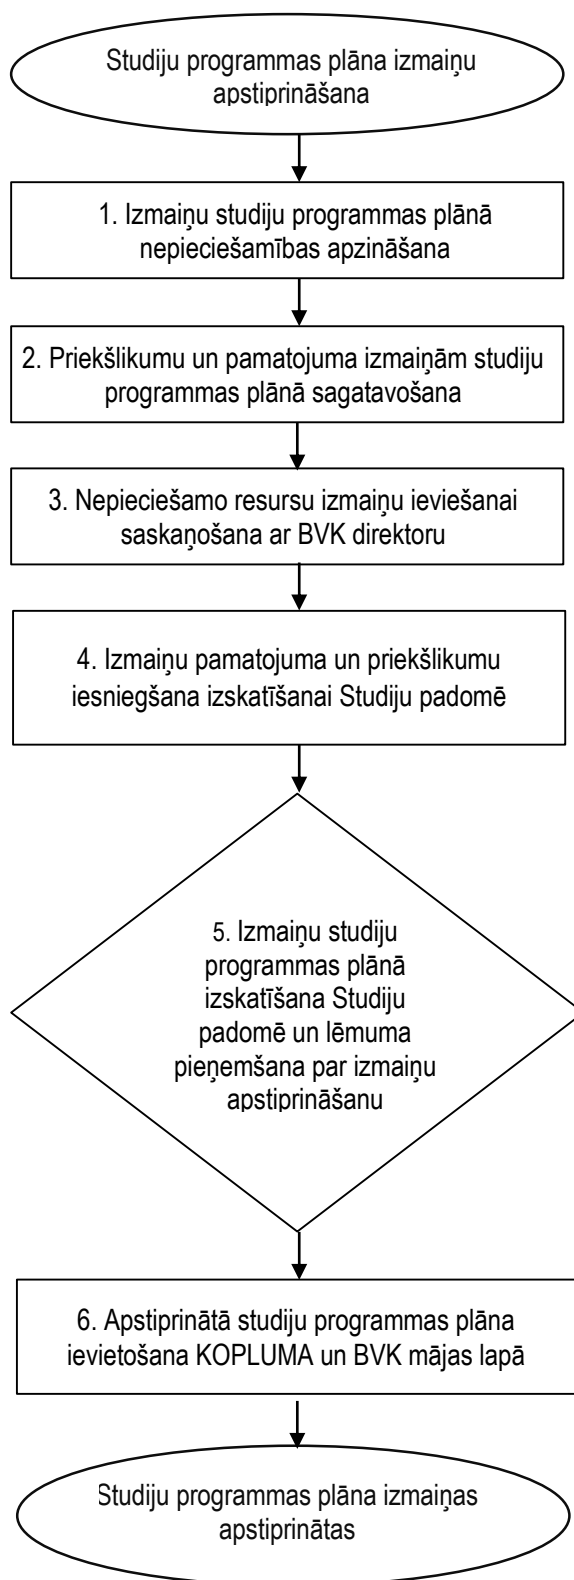 Studiju programmas plāna izmaiņu
apstiprināšana
1. Izmaiņu studiju programmas plānā
nepieciešamības apzināšana
2. Priekšlikumu un pamatojuma izmaiņām studiju
programmas plānā sagatavošana
3. Nepieciešamo resursu izmaiņu ieviešanai
saskaņošana ar BVK direktoru
4. Izmaiņu pamatojuma un priekšlikumu
iesniegšana izskatīšanai Studiju padomē
5. Izmaiņu studiju
programmas plānā
izskatīšana Studiju
padomē un lēmuma
pieņemšana par izmaiņu
apstiprināšanu
6. Apstiprinātā studiju programmas plāna
ievietošana KOPLUMA un BVK mājas lapā
Studiju programmas plāna izmaiņas
apstiprinātas